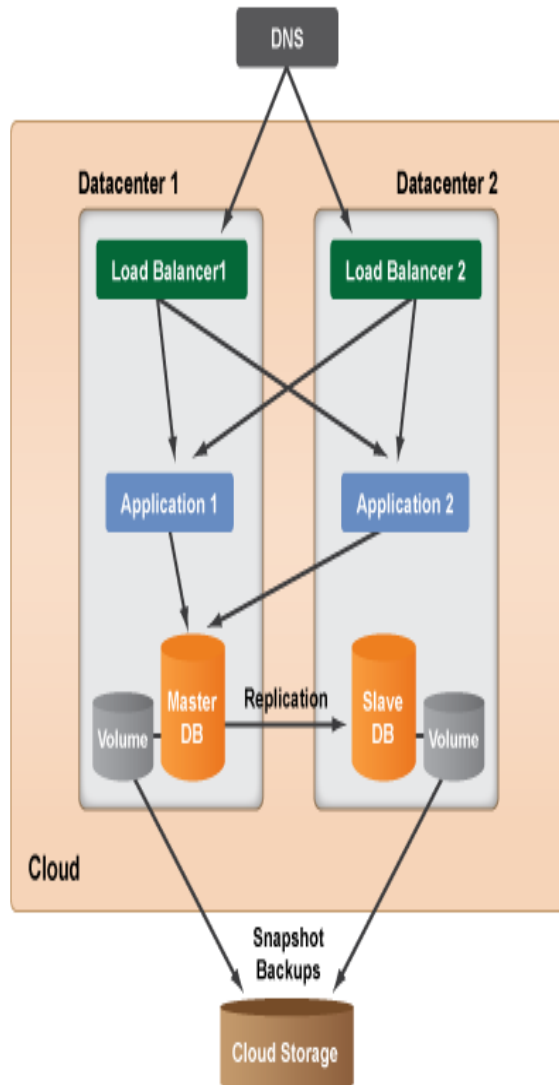 DNS
Datacenter 1
Datacenter 2
Load Balancer1
Load Balancer 2
Application 1
Application 2
Master
DB
Replication
Slave
DB
Volume
Volume
Cloud
Snapshot
Backups
Cloud Storage